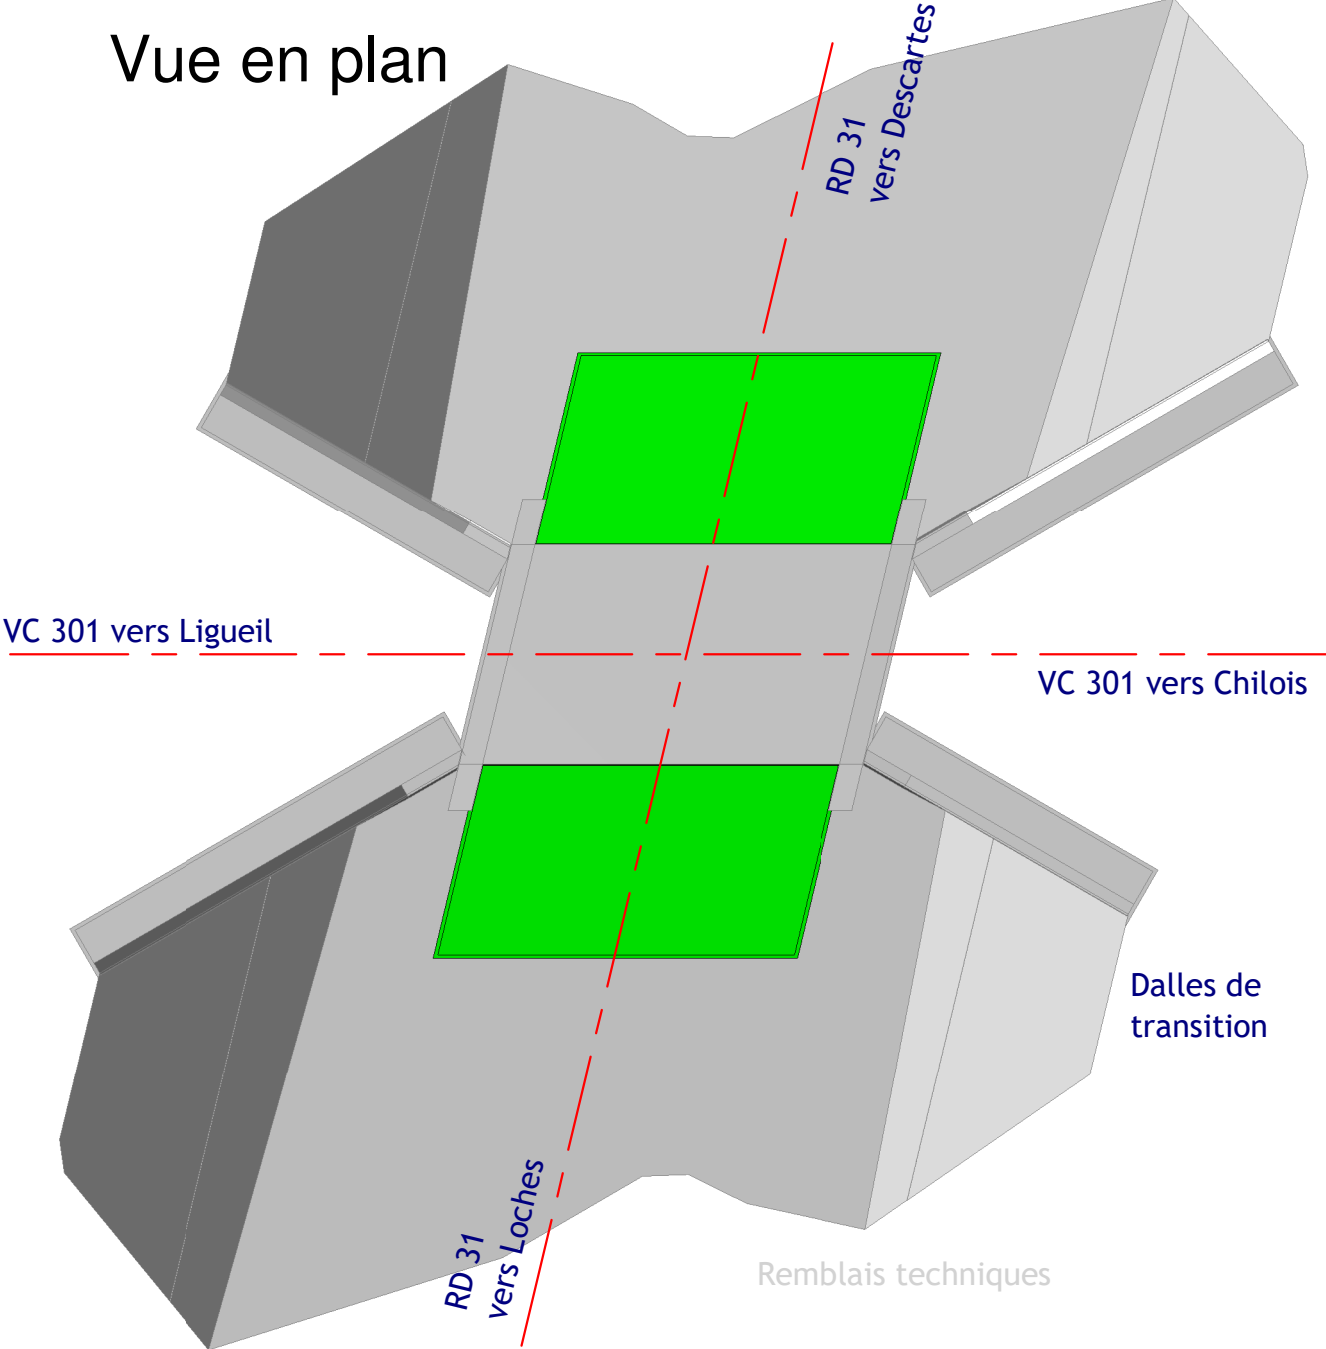 Vue en plan
RD 31
vers Descartes
VC 301 vers Ligueil
VC 301 vers Chilois
Dalles de
transition
RD 31
vers Loches
Remblais techniques